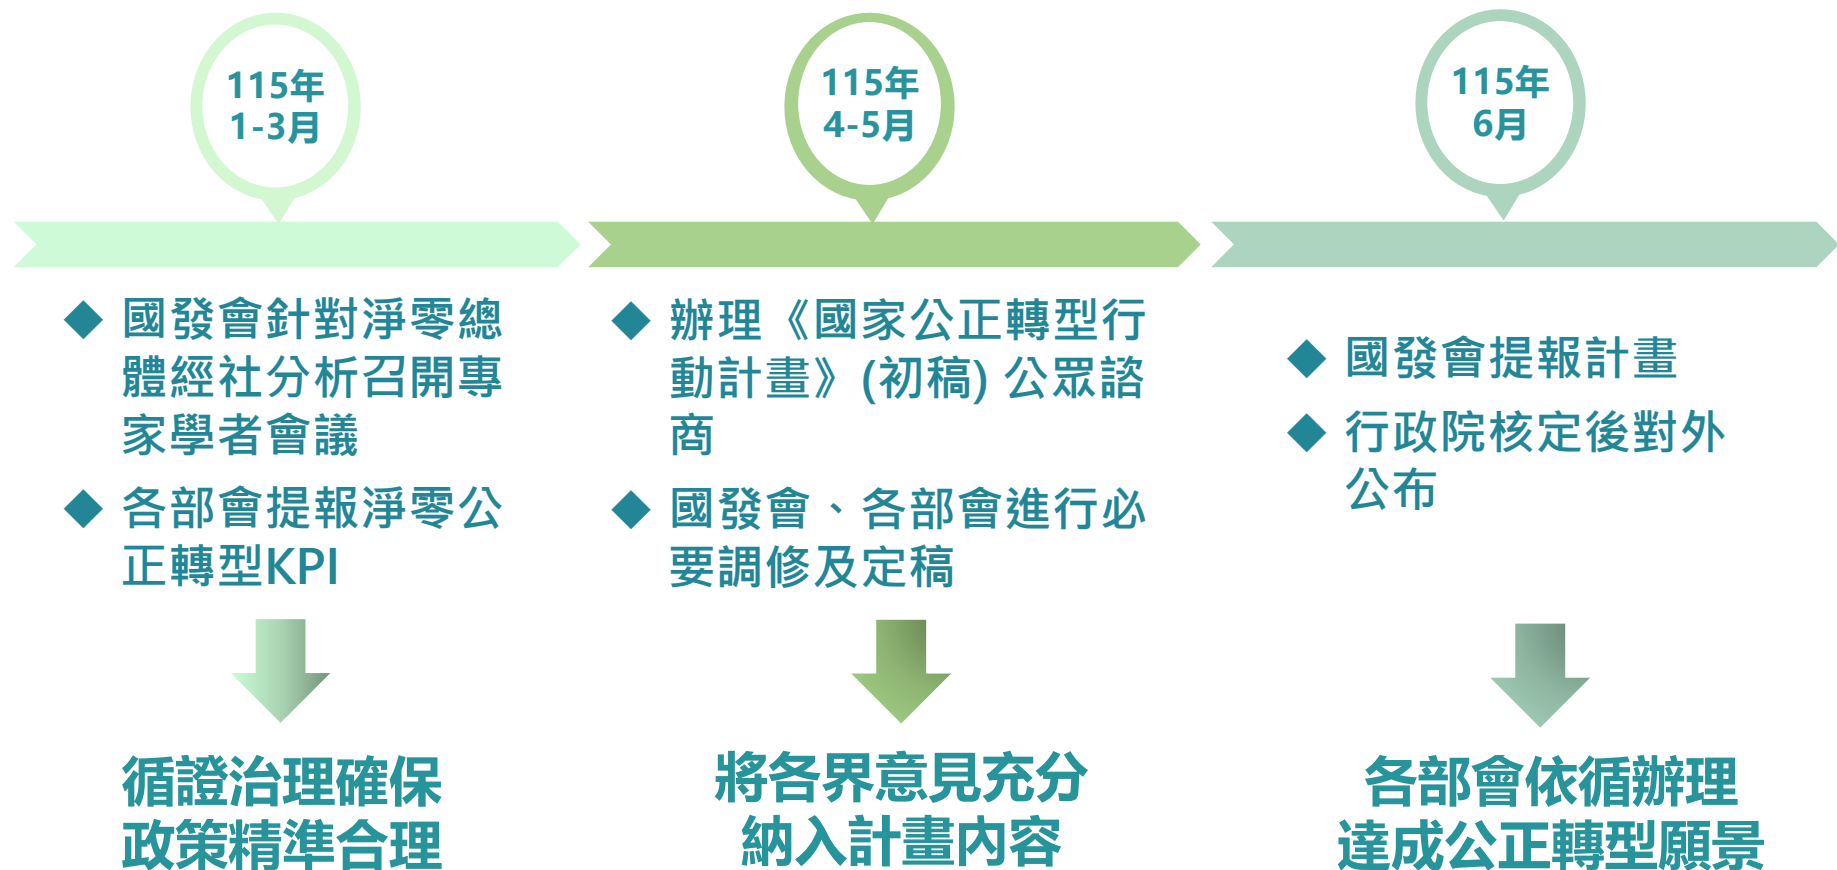 115年
1-3月
◆ 國發會針對淨零總
體經社分析召開專
家學者會議
◆ 各部會提報淨零公
正轉型KPI
循證治理確保
政策精準合理
115年
4-5月
◆ 辦理《國家公正轉型行
動計畫》(初稿) 公眾諮
商
◆ 國發會、各部會進行必
要調修及定稿
將各界意見充分
納入計畫內容
115年
6月
◆ 國發會提報計畫
◆ 行政院核定後對外
公布
各部會依循辦理
達成公正轉型願景